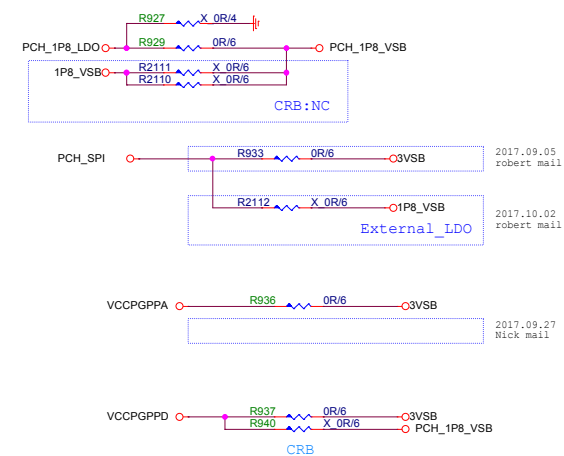 R927 X_0R/4
PCH_1P8_LDO R929 0R/6 PCH_1P8_VSB
1P8_VSB R2111 X_0R/6
R2110 X_0R/6
CRB:NC
PCH_SPI R933 0R/6 3VSB
2017.09.05
robert mail
R2112 X_0R/6 1P8_VSB
External_LDO
2017.10.02
robert mail
VCCPGPPA R936 0R/6 3VSB
2017.09.27
Nick mail
VCCPGPPD R937 0R/6 3VSB
R940 X_0R/6 PCH_1P8_VSB
CRB